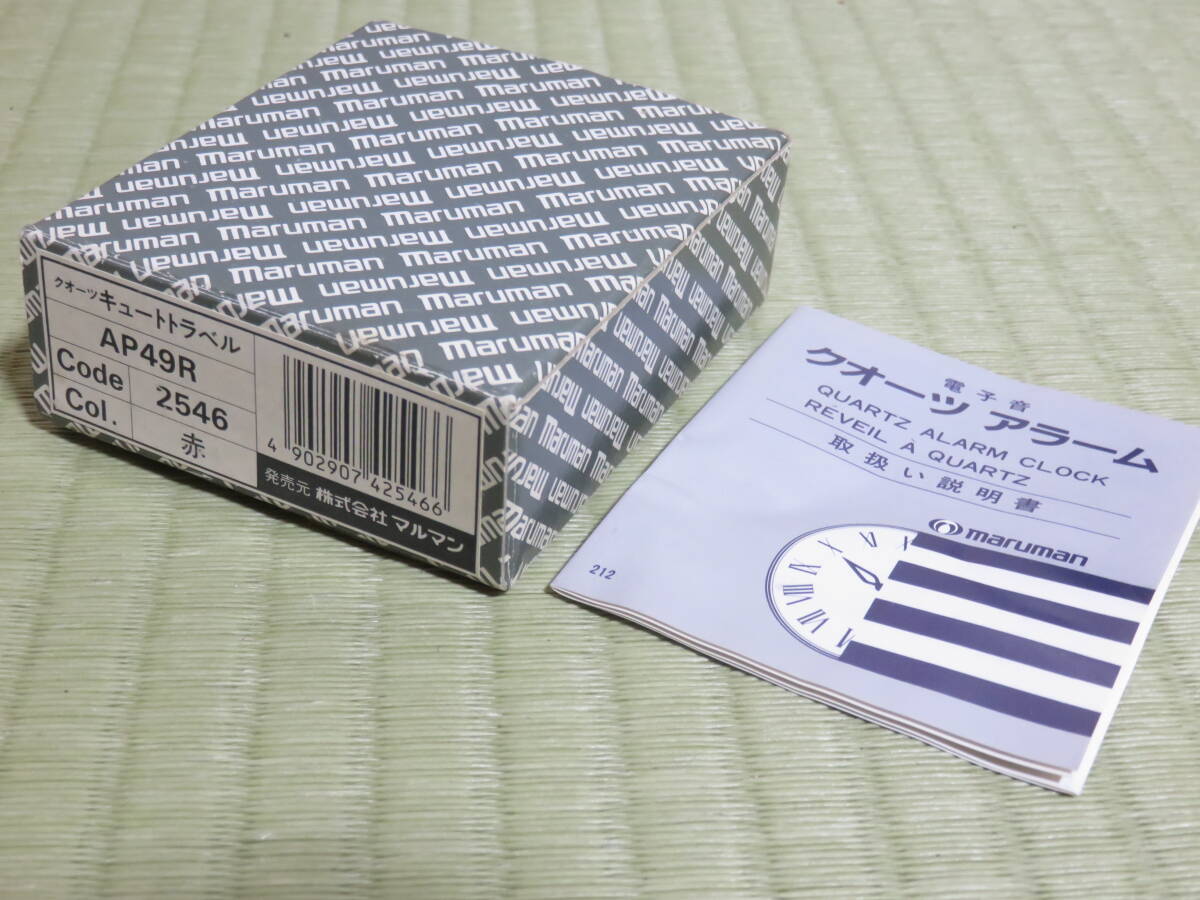 クオーツ キュートトラベル
AP49R
Code 2546
Col. 赤
4 902907 425466
発売元 株式会社 マルマン
maruman
電子音
クオーツ アラーム
QUARTZ ALARM CLOCK
RÉVEIL À QUARTZ
取扱い説明書
maruman
212